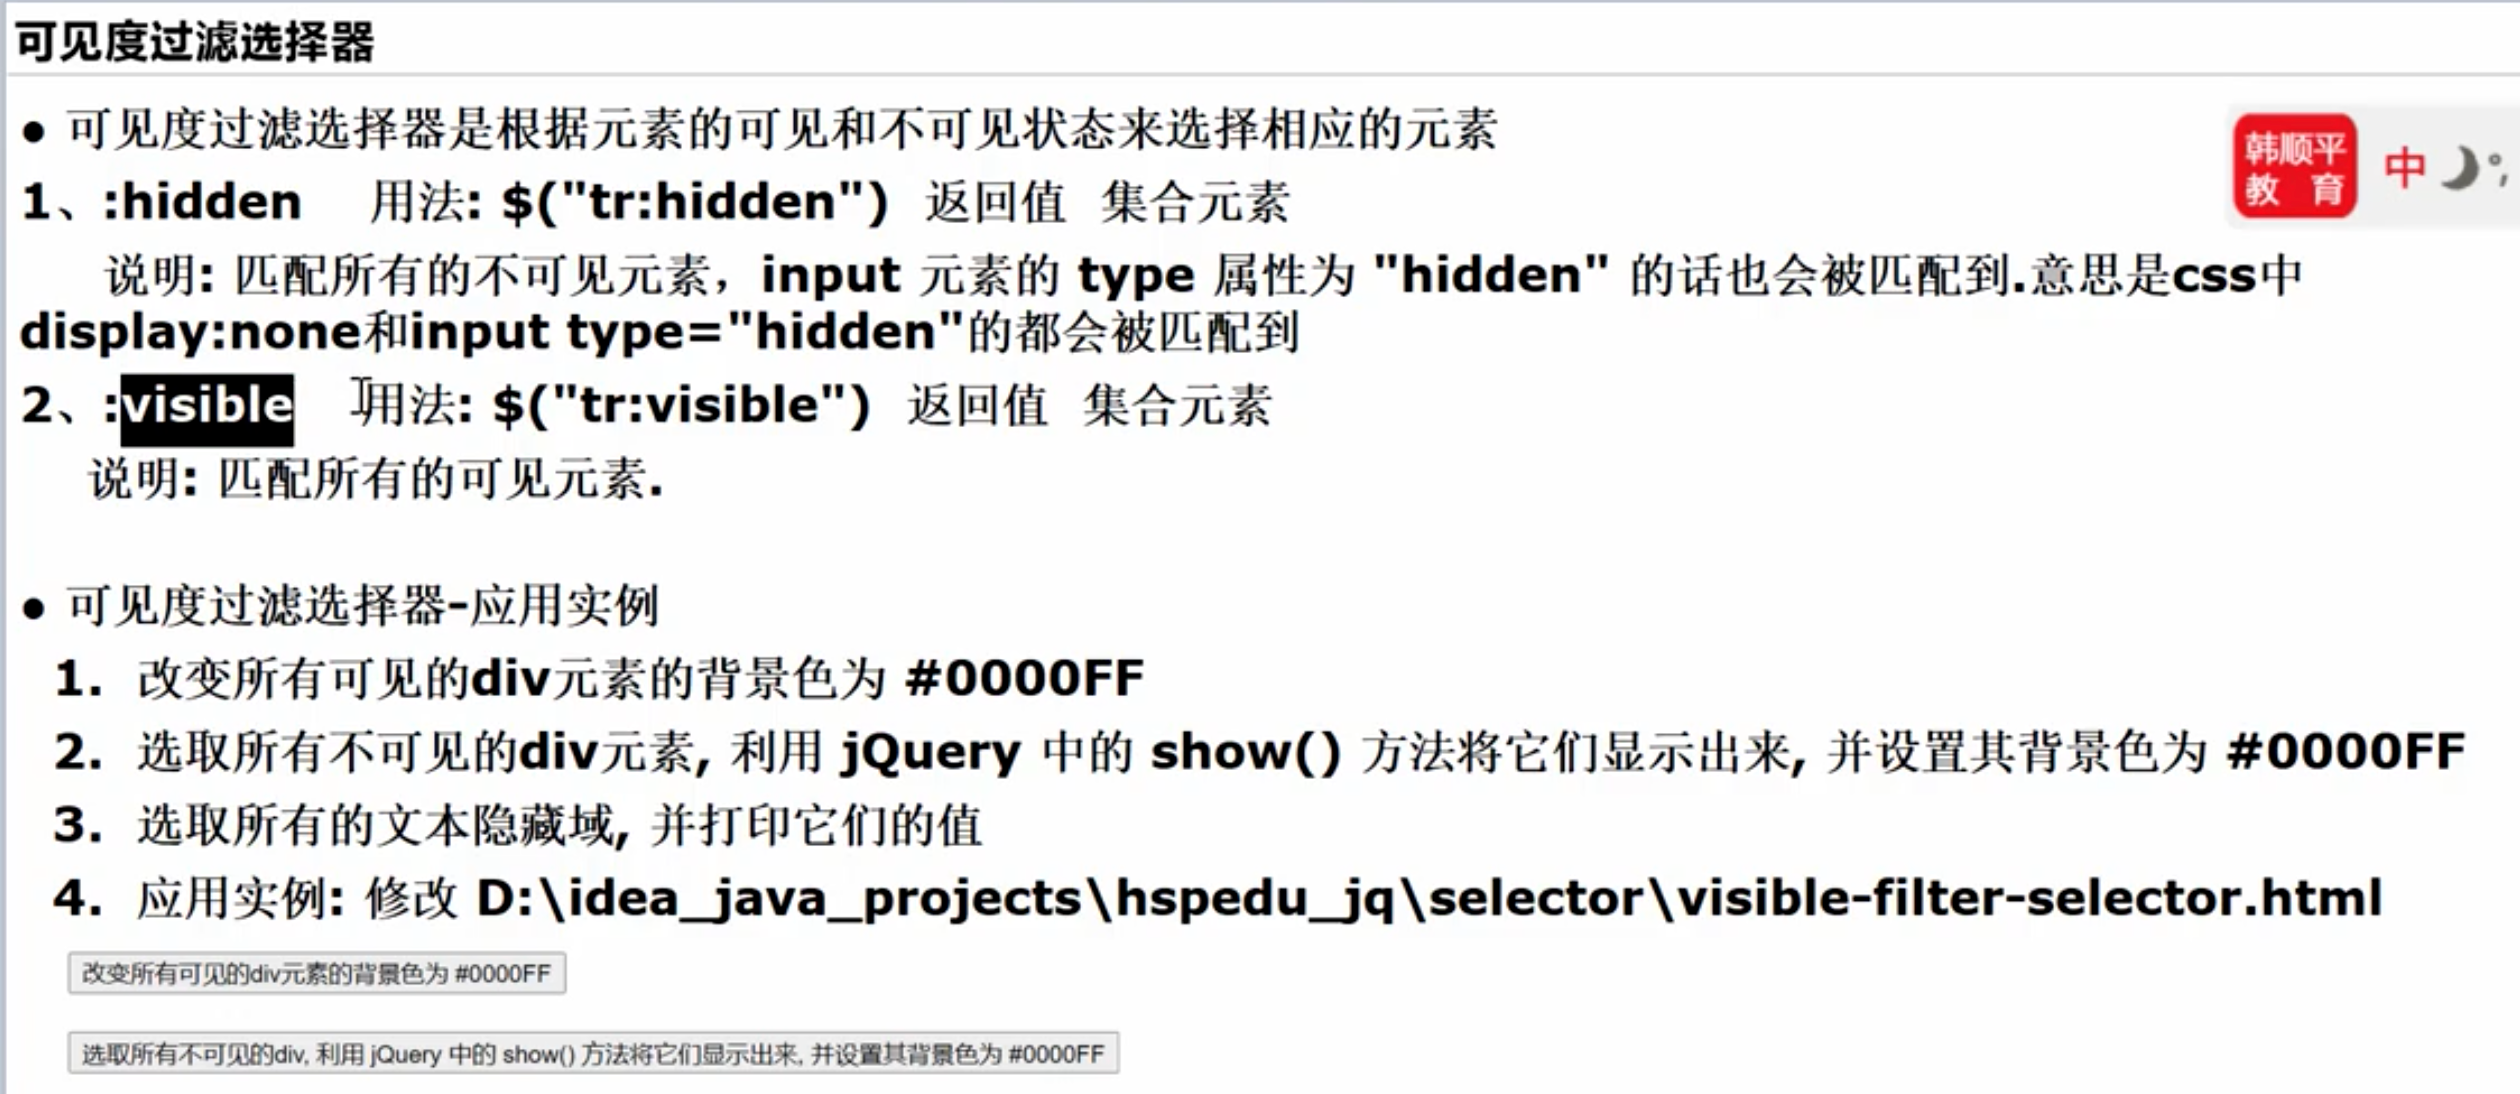 可见度过滤选择器
● 可见度过滤选择器是根据元素的可见和不可见状态来选择相应的元素
韩顺平
教 育
中
1、:hidden 用法: $("tr:hidden") 返回值 集合元素
说明: 匹配所有的不可见元素，input 元素的 type 属性为 "hidden" 的话也会被匹配到.意思是css中
display:none和input type="hidden"的都会被匹配到
2、:visible 用法: $("tr:visible") 返回值 集合元素
说明: 匹配所有的可见元素.
● 可见度过滤选择器-应用实例
1. 改变所有可见的div元素的背景色为 #0000FF
2. 选取所有不可见的div元素, 利用 jQuery 中的 show() 方法将它们显示出来, 并设置其背景色为 #0000FF
3. 选取所有的文本隐藏域, 并打印它们的值
4. 应用实例: 修改 D:\idea_java_projects\hspedu_jq\selector\visible-filter-selector.html
改变所有可见的div元素的背景色为 #0000FF
选取所有不可见的div, 利用 jQuery 中的 show() 方法将它们显示出来, 并设置其背景色为 #0000FF